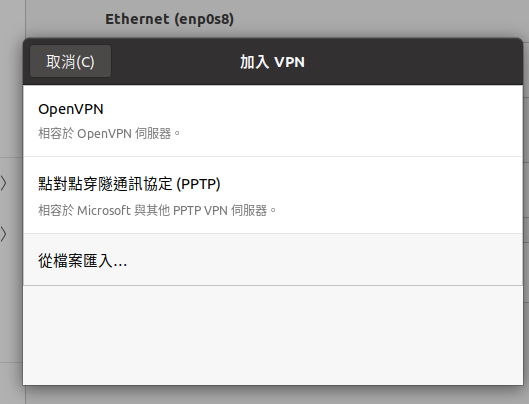 Ethernet (enp0s8)
取消(C)
加入 VPN
OpenVPN
相容於 OpenVPN 伺服器。
點對點穿隧通訊協定 (PPTP)
相容於 Microsoft 與其他 PPTP VPN 伺服器。
從檔案匯入…